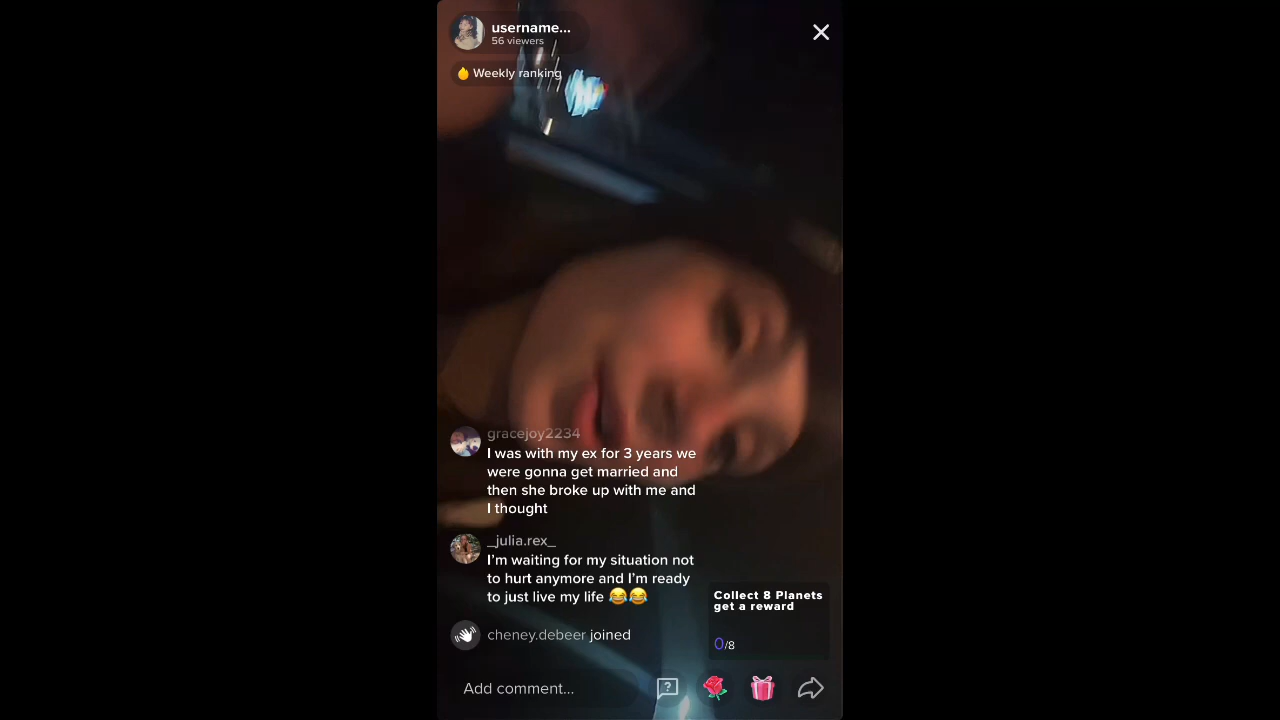 username...
56 viewers
Weekly ranking
gracejoy2234
I was with my ex for 3 years we
were gonna get married and
then she broke up with me and
I thought
_julia.rex_
I'm waiting for my situation not
to hurt anymore and I'm ready
to just live my life 😂😂
cheney.debeer joined
Collect 8 Planets
get a reward
0/8
Add comment...